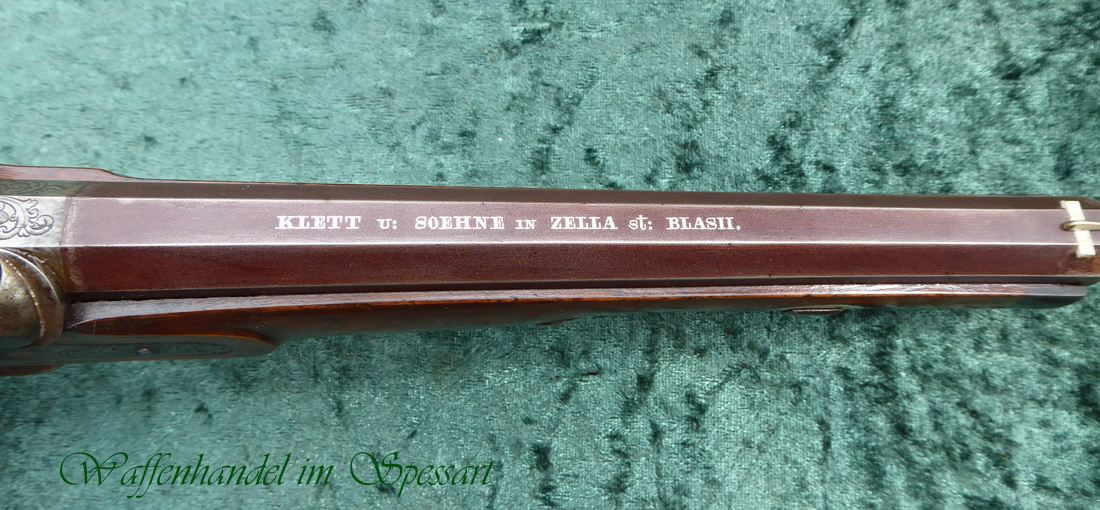 KLETT U: SOEHNE IN ZELLA St: BLASII.
Waffenhandel im Spessart